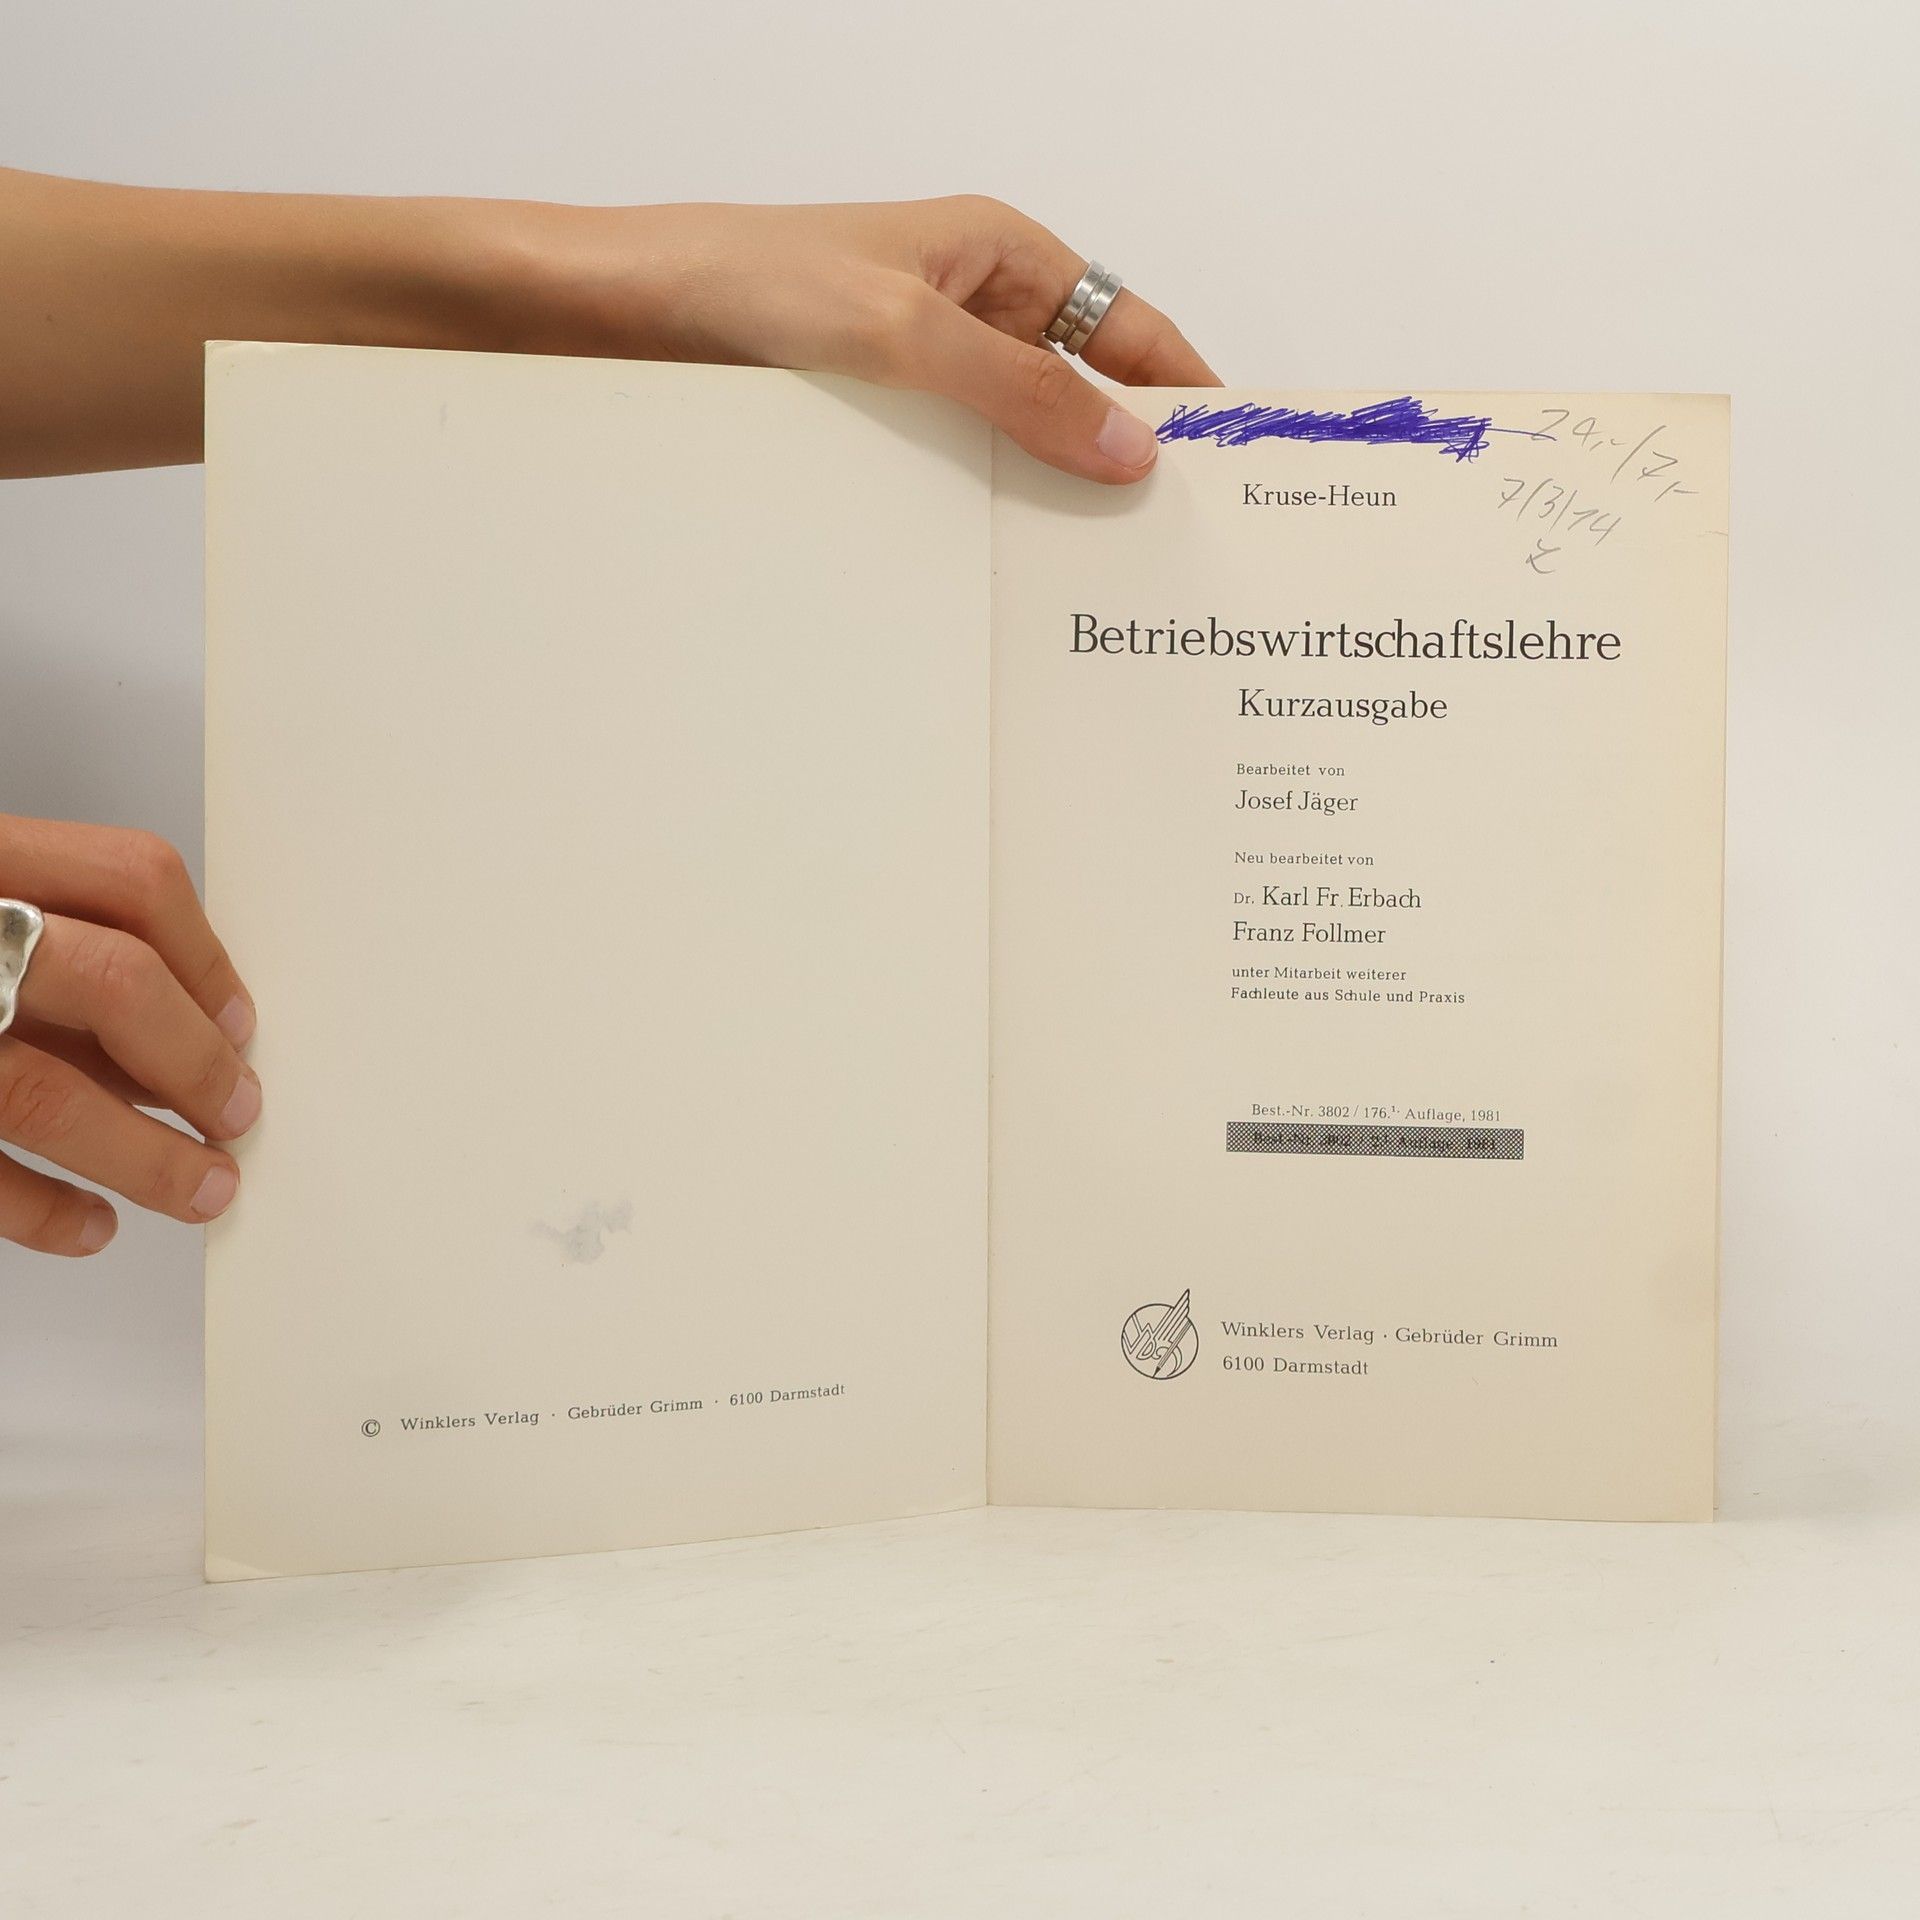 © Winklers Verlag · Gebrüder Grimm · 6100 Darmstadt
24,-/7,-
7/3/14
Kruse-Heun
Betriebswirtschaftslehre
Kurzausgabe
Bearbeitet von
Josef Jäger
Neu bearbeitet von
Dr. Karl Fr. Erbach
Franz Follmer
unter Mitarbeit weiterer
Fachleute aus Schule und Praxis
Best.-Nr. 3802 / 176.¹· Auflage, 1981
Winklers Verlag · Gebrüder Grimm
6100 Darmstadt